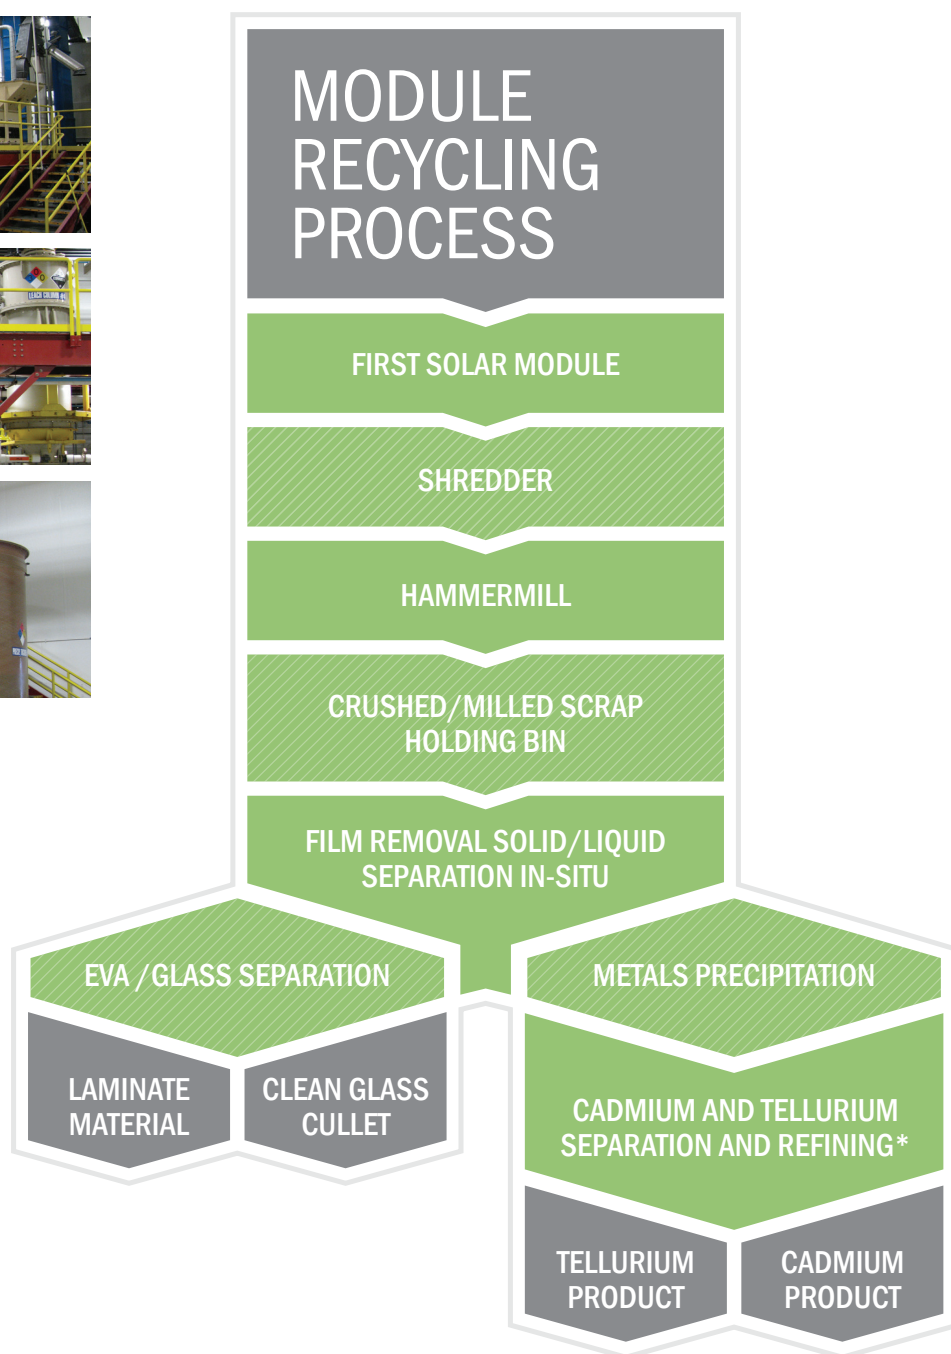 MODULE
RECYCLING
PROCESS
FIRST SOLAR MODULE
SHREDDER
HAMMERMILL
CRUSHED/MILLED SCRAP
HOLDING BIN
FILM REMOVAL SOLID/LIQUID
SEPARATION IN-SITU
EVA /GLASS SEPARATION
METALS PRECIPITATION
LAMINATE
MATERIAL
CLEAN GLASS
CULLET
CADMIUM AND TELLURIUM
SEPARATION AND REFINING*
TELLURIUM
PRODUCT
CADMIUM
PRODUCT
LEACH COLUMN